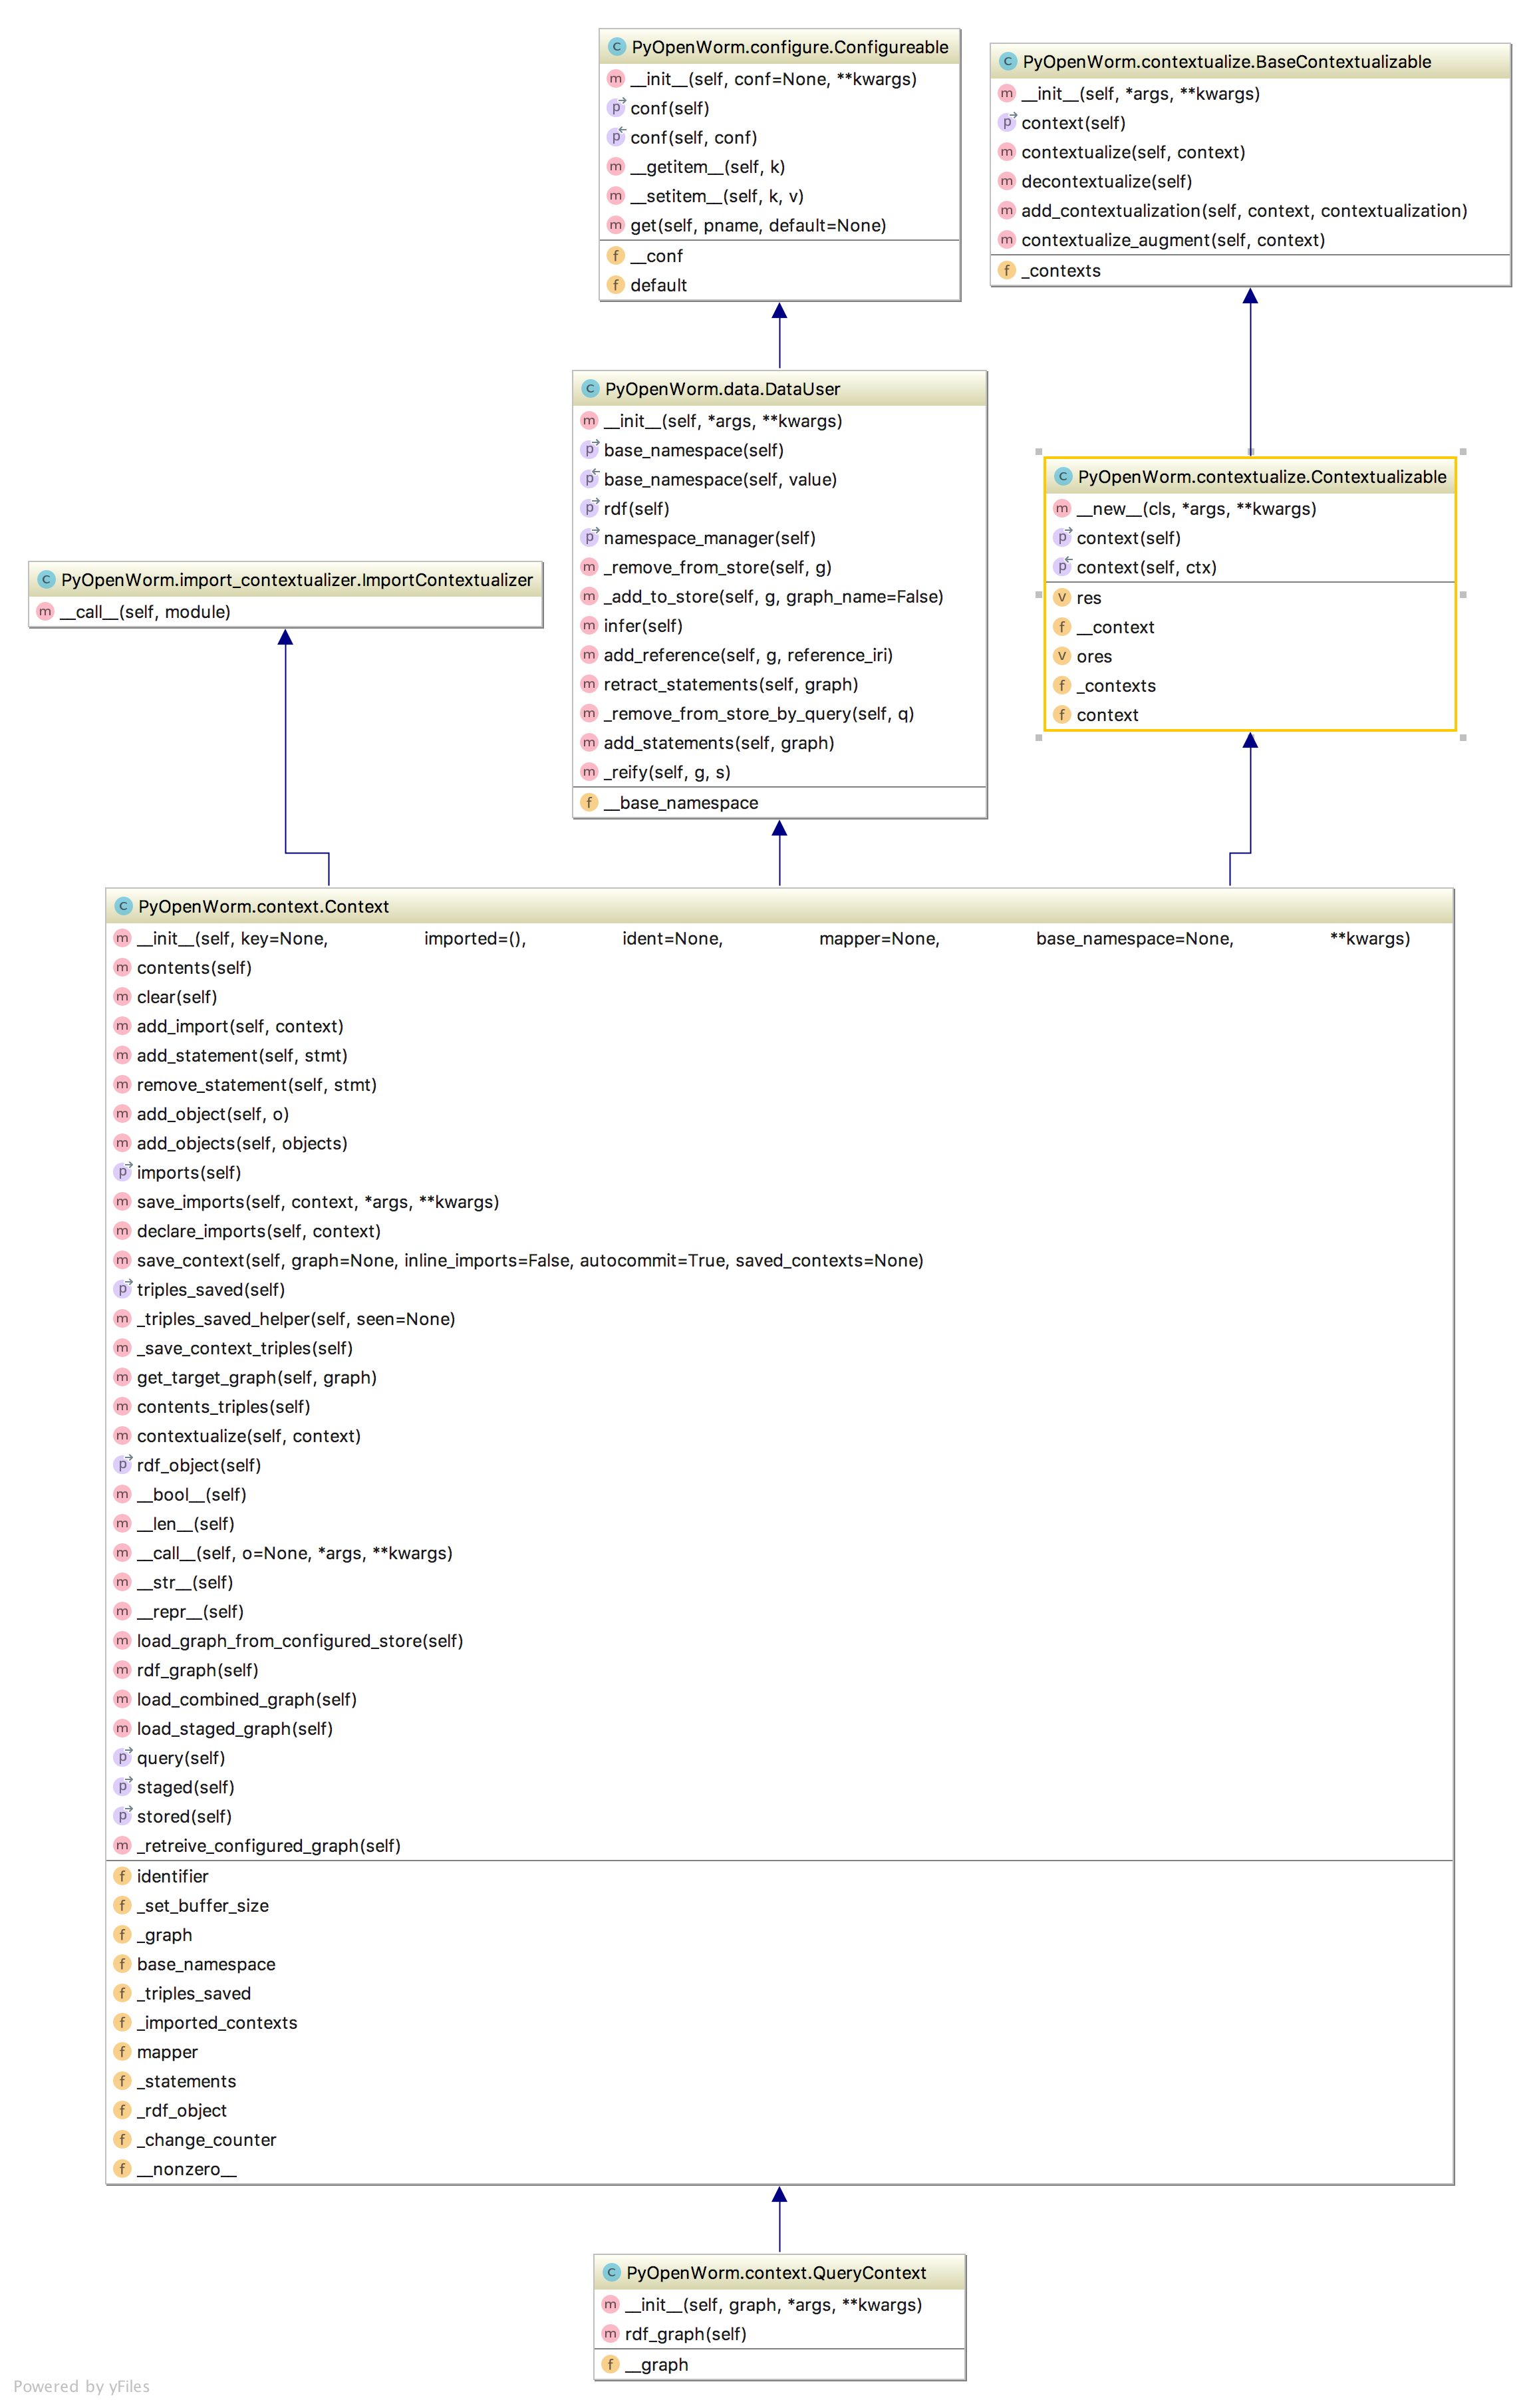 C PyOpenWorm.configure.Configureable
m __init__(self, conf=None, **kwargs)
p conf(self)
p conf(self, conf)
m __getitem__(self, k)
m __setitem__(self, k, v)
m get(self, pname, default=None)
f __conf
f default
C PyOpenWorm.contextualize.BaseContextualizable
m __init__(self, *args, **kwargs)
p context(self)
m contextualize(self, context)
m decontextualize(self)
m add_contextualization(self, context, contextualization)
m contextualize_augment(self, context)
f _contexts
C PyOpenWorm.data.DataUser
m __init__(self, *args, **kwargs)
p base_namespace(self)
p base_namespace(self, value)
p rdf(self)
p namespace_manager(self)
m _remove_from_store(self, g)
m _add_to_store(self, g, graph_name=False)
m infer(self)
m add_reference(self, g, reference_iri)
m retract_statements(self, graph)
m _remove_from_store_by_query(self, q)
m add_statements(self, graph)
m _reify(self, g, s)
f __base_namespace
C PyOpenWorm.contextualize.Contextualizable
m __new__(cls, *args, **kwargs)
p context(self)
p context(self, ctx)
V res
f __context
V ores
f _contexts
f context
C PyOpenWorm.import_contextualizer.ImportContextualizer
m __call__(self, module)
C PyOpenWorm.context.Context
m __init__(self, key=None, imported=(), ident=None, mapper=None, base_namespace=None, **kwargs)
m contents(self)
m clear(self)
m add_import(self, context)
m add_statement(self, stmt)
m remove_statement(self, stmt)
m add_object(self, o)
m add_objects(self, objects)
p imports(self)
m save_imports(self, context, *args, **kwargs)
m declare_imports(self, context)
m save_context(self, graph=None, inline_imports=False, autocommit=True, saved_contexts=None)
p triples_saved(self)
m _triples_saved_helper(self, seen=None)
m _save_context_triples(self)
m get_target_graph(self, graph)
m contents_triples(self)
m contextualize(self, context)
p rdf_object(self)
m __bool__(self)
m __len__(self)
m __call__(self, o=None, *args, **kwargs)
m __str__(self)
m __repr__(self)
m load_graph_from_configured_store(self)
m rdf_graph(self)
m load_combined_graph(self)
m load_staged_graph(self)
p query(self)
p staged(self)
p stored(self)
m _retreive_configured_graph(self)
f identifier
f _set_buffer_size
f _graph
f base_namespace
f _triples_saved
f _imported_contexts
f mapper
f _statements
f _rdf_object
f _change_counter
f __nonzero__
C PyOpenWorm.context.QueryContext
m __init__(self, graph, *args, **kwargs)
m rdf_graph(self)
f __graph
Powered by yFiles